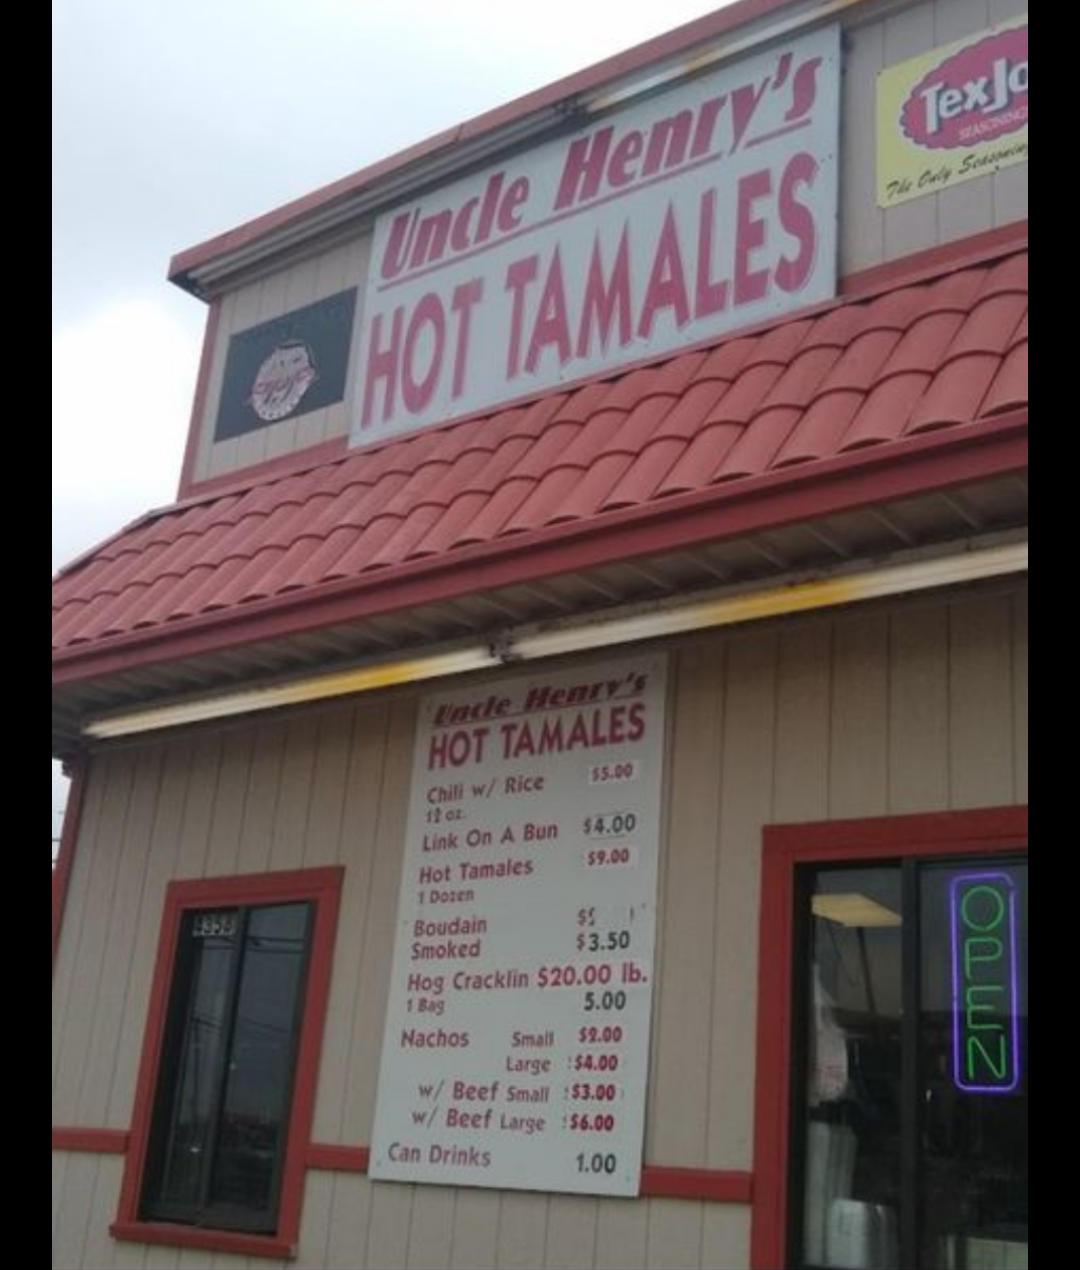 Uncle Henry's
HOT TAMALES
TexJo
SEASONING
The Only Seasoning
Uncle Henry's
HOT TAMALES
Chili w/ Rice $5.00
12 oz.
Link On A Bun $4.00
Hot Tamales $9.00
1 Dozen
Boudain
Smoked $3.50
Hog Cracklin $20.00 lb.
1 Bag 5.00
Nachos Small $2.00
Large $4.00
w/ Beef Small $3.00
w/ Beef Large $6.00
Can Drinks 1.00
OPEN